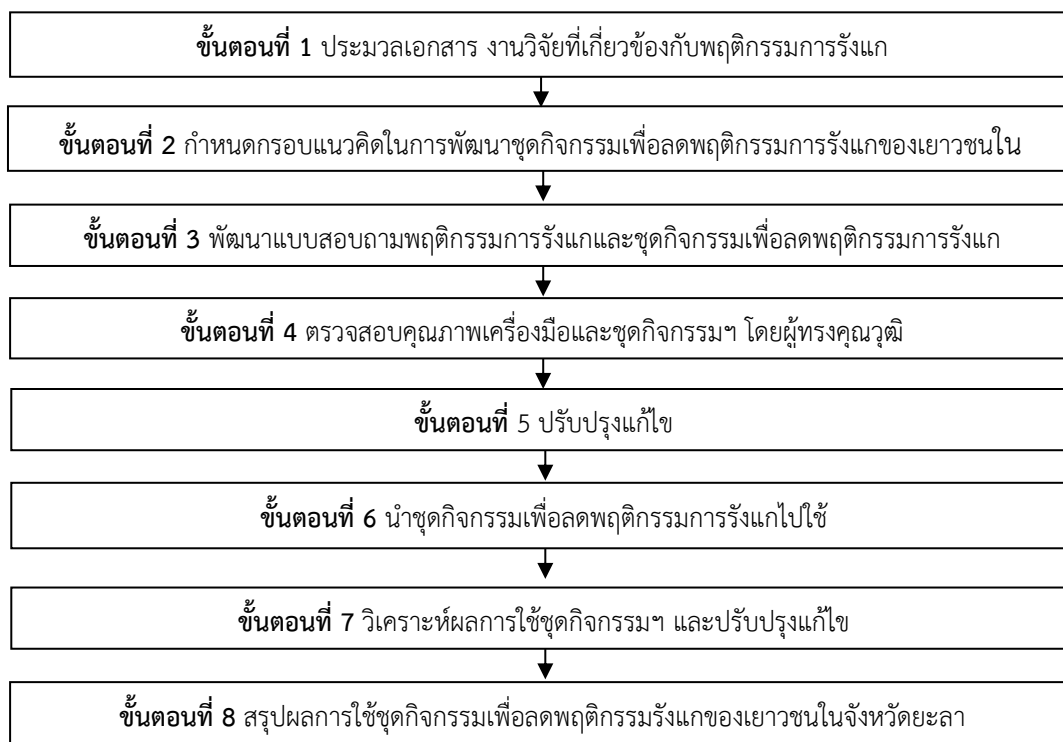 ขั้นตอนที่ 1 ประมวลเอกสาร งานวิจัยที่เกี่ยวข้องกับพฤติกรรมการรังแก
ขั้นตอนที่ 2 กำหนดกรอบแนวคิดในการพัฒนาชุดกิจกรรมเพื่อลดพฤติกรรมการรังแกของเยาวชนใน
ขั้นตอนที่ 3 พัฒนาแบบสอบถามพฤติกรรมการรังแกและชุดกิจกรรมเพื่อลดพฤติกรรมการรังแก
ขั้นตอนที่ 4 ตรวจสอบคุณภาพเครื่องมือและชุดกิจกรรมฯ โดยผู้ทรงคุณวุฒิ
ขั้นตอนที่ 5 ปรับปรุงแก้ไข
ขั้นตอนที่ 6 นำชุดกิจกรรมเพื่อลดพฤติกรรมการรังแกไปใช้
ขั้นตอนที่ 7 วิเคราะห์ผลการใช้ชุดกิจกรรมฯ และปรับปรุงแก้ไข
ขั้นตอนที่ 8 สรุปผลการใช้ชุดกิจกรรมเพื่อลดพฤติกรรมรังแกของเยาวชนในจังหวัดยะลา